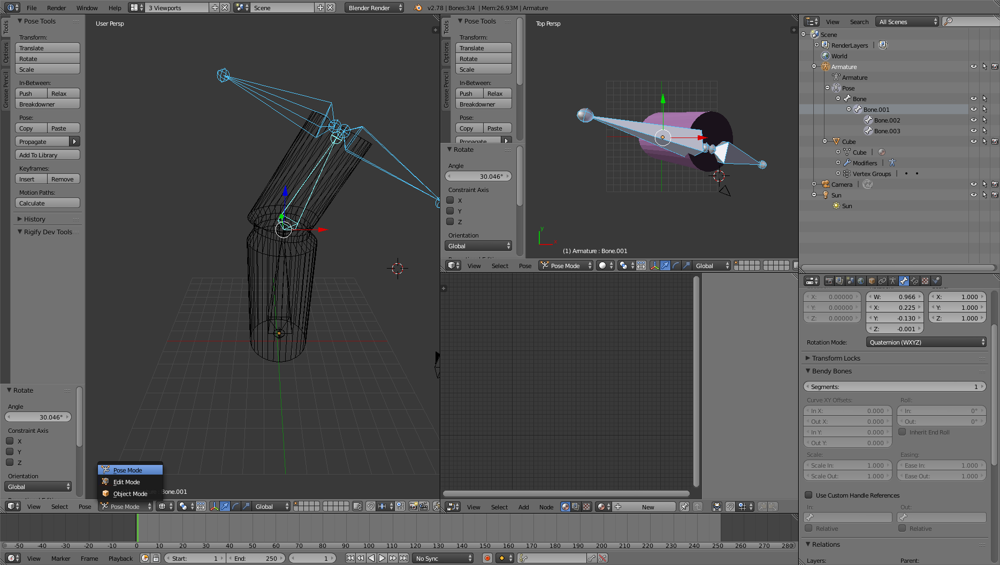 File Render Window Help 3 Viewports Scene Blender Render v2.78 | Bones:3/4 | Mem:26.93M | Armature
Tools
Options
Grease Pencil
Pose Tools
Transform:
Translate
Rotate
Scale
In-Between:
Push Relax
Breakdowner
Pose:
Copy Paste
Propagate
Add To Library
Keyframes:
Insert Remove
Motion Paths:
Calculate
History
Rigify Dev Tools
Rotate
Angle
30.046°
Constraint Axis
X
Y
Z
Orientation
Global
User Persp
Pose Mode
Edit Mode
Object Mode
Bone.001
View Select Pose Pose Mode Global
Tools
Options
Grease Pencil
Pose Tools
Transform:
Translate
Rotate
Scale
In-Between:
Push Relax
Breakdowner
Pose:
Copy Paste
Propagate
Rotate
Angle
30.046°
Constraint Axis
X
Y
Z
Orientation
Global
Top Persp
y
x
(1) Armature : Bone.001
View Select Pose Pose Mode Global
View Select Add Node New
View Search All Scenes
Scene
RenderLayers
World
Armature
Armature
Pose
Bone
Bone.001
Bone.002
Bone.003
Cube
Cube
Modifiers
Vertex Groups
Camera
Sun
Sun
X: 0.00000 W: 0.966 X: 1.000
Y: 0.00000 X: 0.225 Y: 1.000
Z: 0.00000 Y: -0.130 Z: 1.000
Z: -0.001
Rotation Mode: Quaternion (WXYZ)
Transform Locks
Bendy Bones
Segments: 1
Curve XY Offsets: Roll:
In X: 0.000 In: 0°
Out X: 0.000 Out: 0°
In Y: 0.000 Inherit End Roll
Out Y: 0.000
Scale: Easing:
Scale In: 1.000 Ease In: 1.000
Scale Out: 1.000 Ease Out: 1.000
Use Custom Handle References
In: Out:
Relative Relative
Relations
Layers: Parent:
-50 -40 -30 -20 -10 0 10 20 30 40 50 60 70 80 90 100 110 120 130 140 150 160 170 180 190 200 210 220 230 240 250 260 270 280
View Marker Frame Playback Start: 1 End: 250 1 No Sync